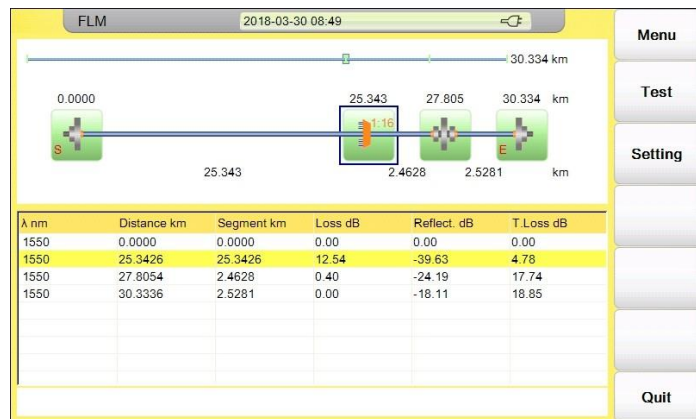 FLM 2018-03-30 08:49
Menu
30.334 km
Test
0.0000 25.343 27.805 30.334 km
1:16
S E
Setting
25.343 2.4628 2.5281 km
λ nm Distance km Segment km Loss dB Reflect. dB T.Loss dB
1550 0.0000 0.0000 0.00 0.00 0.00
1550 25.3426 25.3426 12.54 -39.63 4.78
1550 27.8054 2.4628 0.40 -24.19 17.74
1550 30.3336 2.5281 0.00 -18.11 18.85
Quit